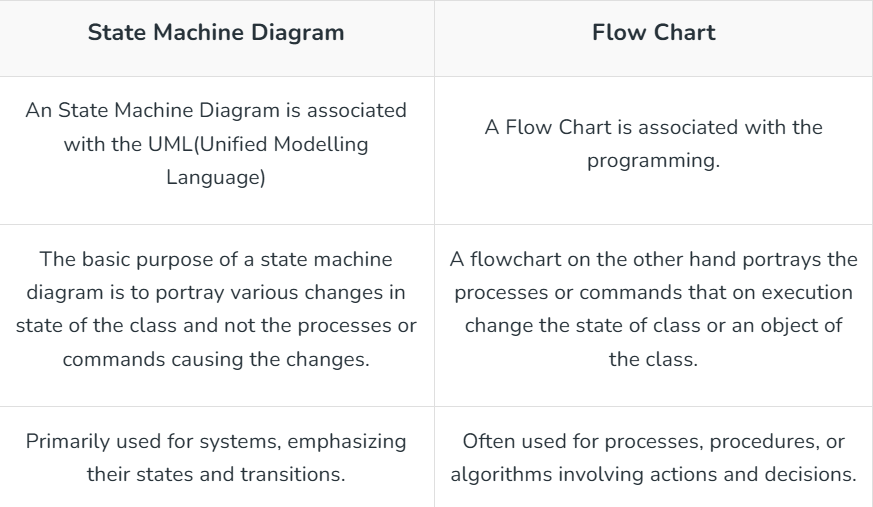 State Machine Diagram
Flow Chart
An State Machine Diagram is associated
with the UML(Unified Modelling
Language)
A Flow Chart is associated with the
programming.
The basic purpose of a state machine
diagram is to portray various changes in
state of the class and not the processes or
commands causing the changes.
A flowchart on the other hand portrays the
processes or commands that on execution
change the state of class or an object of
the class.
Primarily used for systems, emphasizing
their states and transitions.
Often used for processes, procedures, or
algorithms involving actions and decisions.